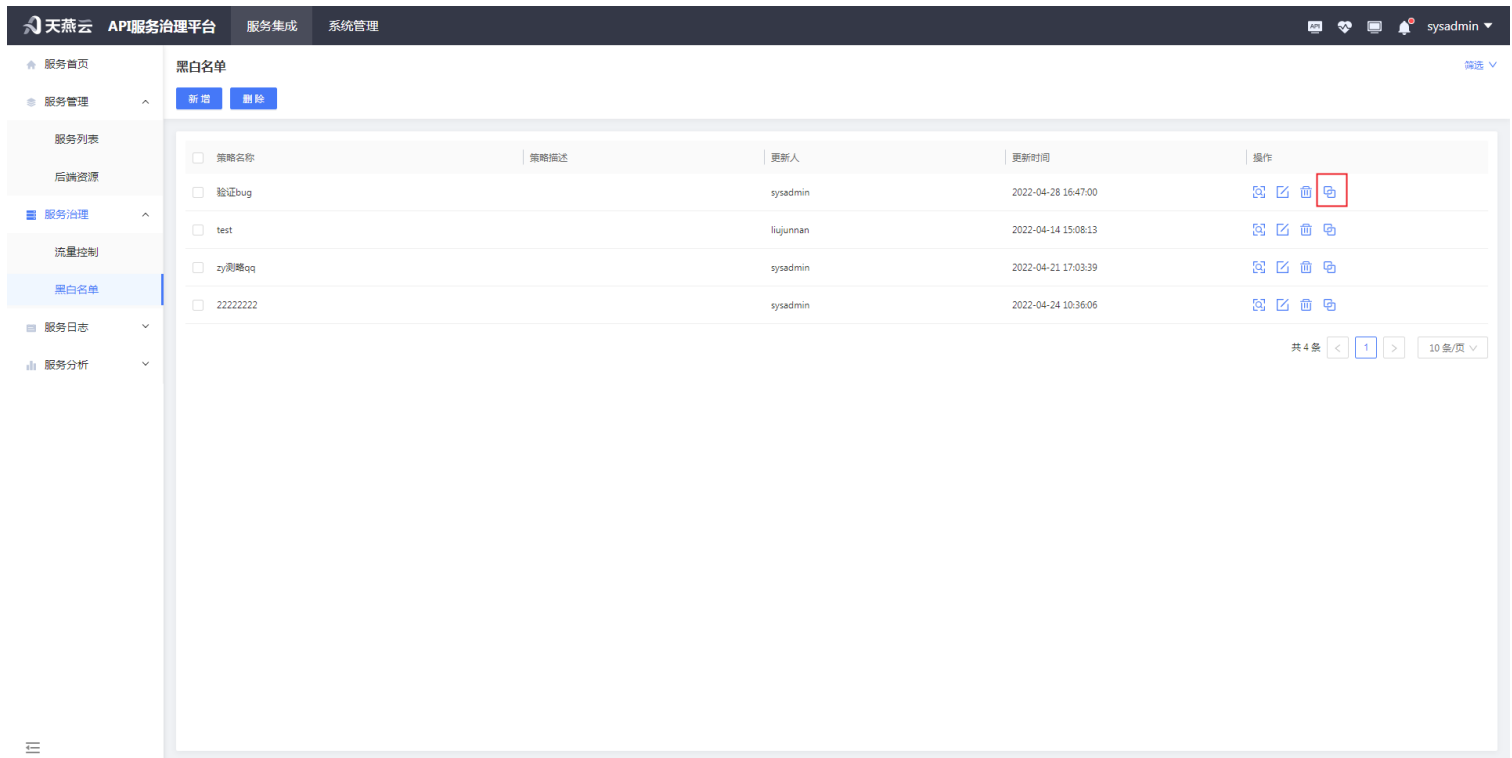 天燕云 API服务治理平台 服务集成 系统管理 API sysadmin
服务首页
服务管理
服务列表
后端资源
服务治理
流量控制
黑白名单
服务日志
服务分析
黑白名单 筛选
新增 删除
策略名称 策略描述 更新人 更新时间 操作
验证bug sysadmin 2022-04-28 16:47:00
test liujunnan 2022-04-14 15:08:13
zy测略qq sysadmin 2022-04-21 17:03:39
22222222 sysadmin 2022-04-24 10:36:06
共 4 条 < 1 > 10 条/页